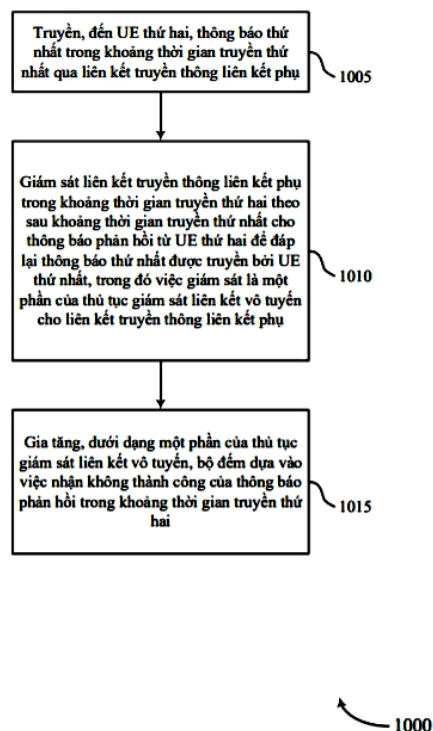 Truyền, đến UE thứ hai, thông báo thứ
nhất trong khoảng thời gian truyền thứ
nhất qua liên kết truyền thông liên kết phụ
1005
Giám sát liên kết truyền thông liên kết phụ
trong khoảng thời gian truyền thứ hai theo
sau khoảng thời gian truyền thứ nhất cho
thông báo phản hồi từ UE thứ hai để đáp
lại thông báo thứ nhất được truyền bởi UE
thứ nhất, trong đó việc giám sát là một
phần của thủ tục giám sát liên kết vô tuyến
cho liên kết truyền thông liên kết phụ
1010
Gia tăng, dưới dạng một phần của thủ tục
giám sát liên kết vô tuyến, bộ đếm dựa vào
việc nhận không thành công của thông báo
phản hồi trong khoảng thời gian truyền thứ
hai
1015
1000